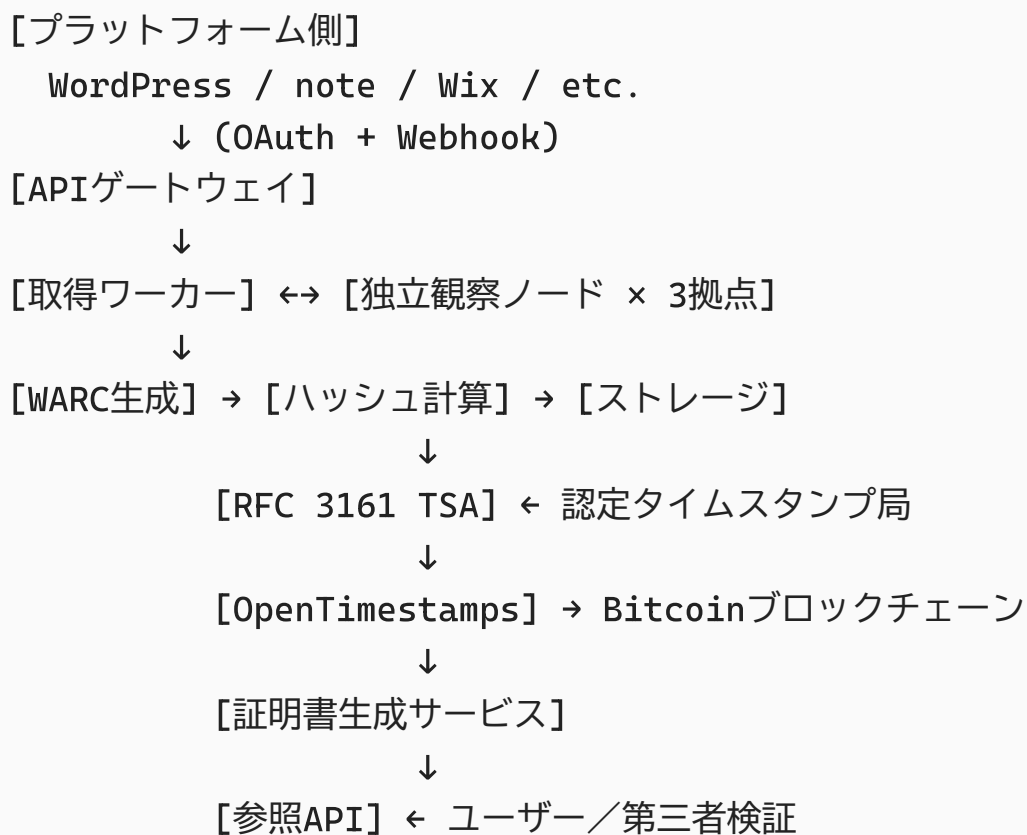 [プラットフォーム側]
WordPress / note / Wix / etc.
↓ (OAuth + Webhook)
[APIゲートウェイ]
↓
[取得ワーカー] ←→ [独立観察ノード × 3拠点]
↓
[WARC生成] → [ハッシュ計算] → [ストレージ]
↓
[RFC 3161 TSA] ← 認定タイムスタンプ局
↓
[OpenTimestamps] → Bitcoinブロックチェーン
↓
[証明書生成サービス]
↓
[参照API] ← ユーザー／第三者検証